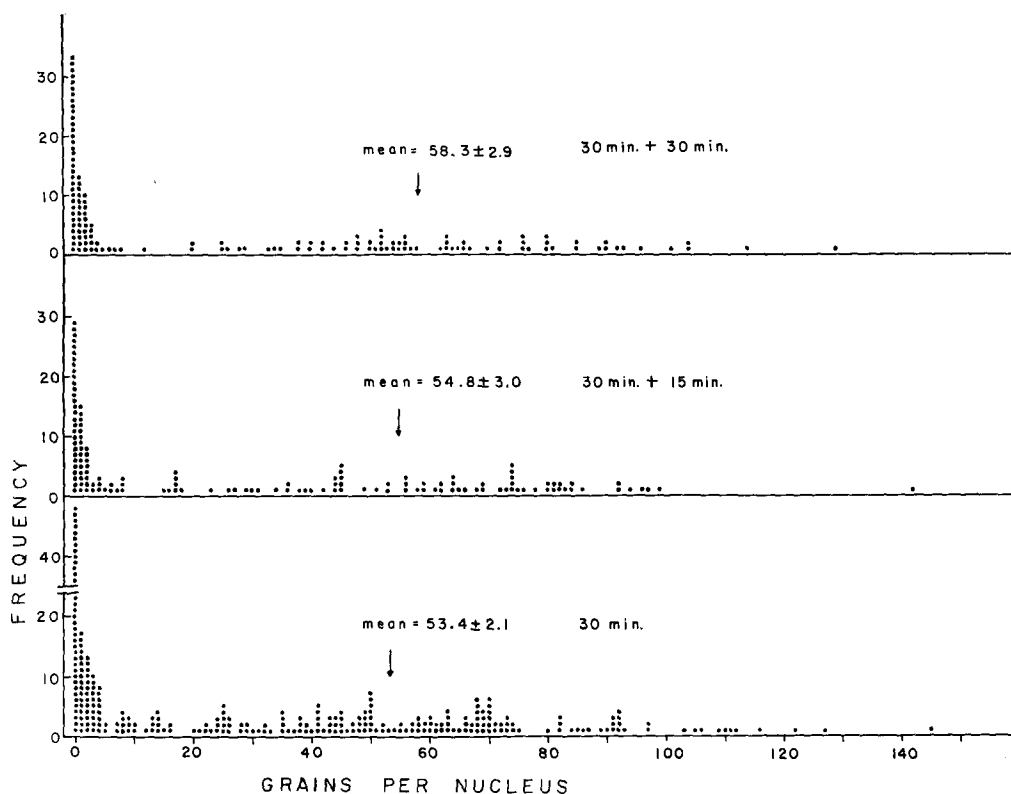 30
20
mean = 58.3±2.9 30 min. + 30 min.
10
0
30
20
mean = 54.8±3.0 30 min. + 15 min.
10
0
FREQUENCY
40
20
mean = 53.4±2.1 30 min.
10
0
0 20 40 60 80 100 120 140
GRAINS PER NUCLEUS